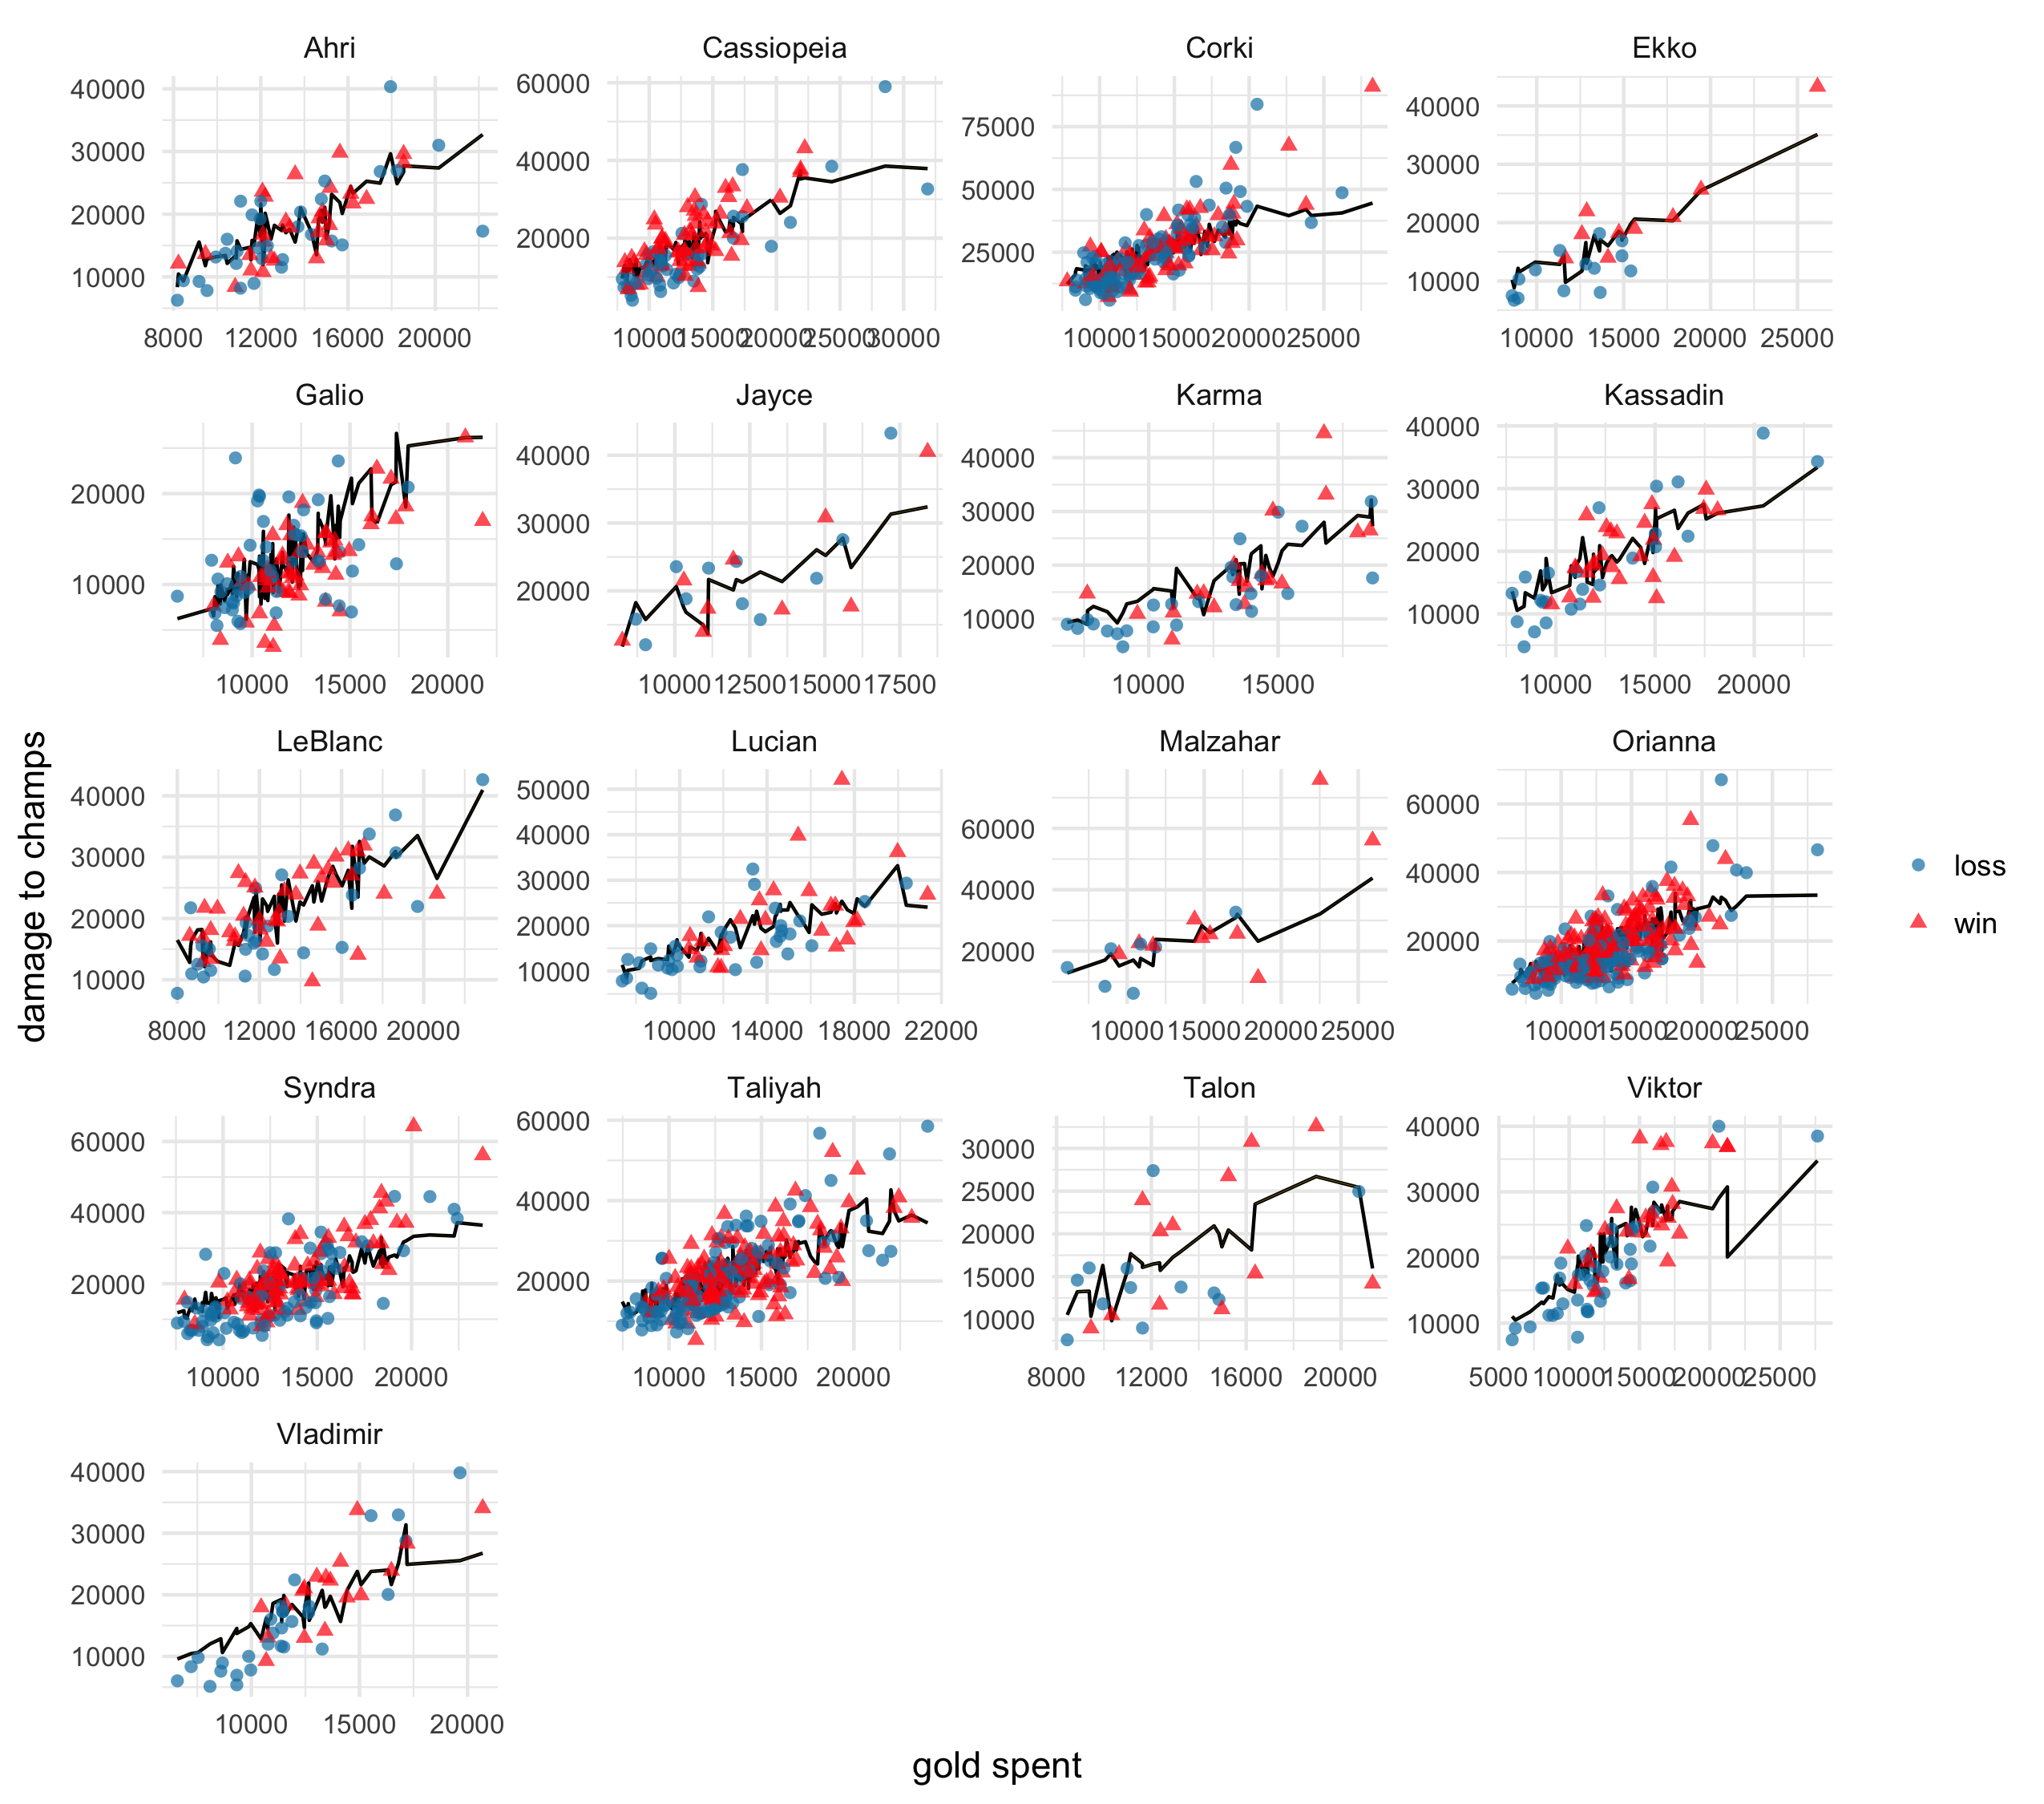 Ahri Cassiopeia Corki Ekko
40000 30000 20000 10000
8000 12000 16000 20000
60000 40000 20000
10000 15000 20000 25000 30000
75000 50000 25000
10000 15000 20000 25000
40000 30000 20000 10000
10000 15000 20000 25000
Galio Jayce Karma Kassadin
20000 10000
10000 15000 20000
40000 30000 20000
10000 12500 15000 17500
40000 30000 20000 10000
10000 15000
40000 30000 20000 10000
10000 15000 20000
damage to champs
LeBlanc Lucian Malzahar Orianna
40000 30000 20000 10000
8000 12000 16000 20000
50000 40000 30000 20000 10000
10000 14000 18000 22000
60000 40000 20000
10000 15000 20000 25000
60000 40000 20000
10000 15000 20000 25000
loss
win
Syndra Taliyah Talon Viktor
60000 40000 20000
10000 15000 20000
60000 40000 20000
10000 15000 20000
30000 25000 20000 15000 10000
8000 12000 16000 20000
40000 30000 20000 10000
5000 10000 15000 20000 25000
Vladimir
40000 30000 20000 10000
10000 15000 20000
gold spent